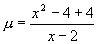 μ = (x² − 4 + 4) / (x − 2)